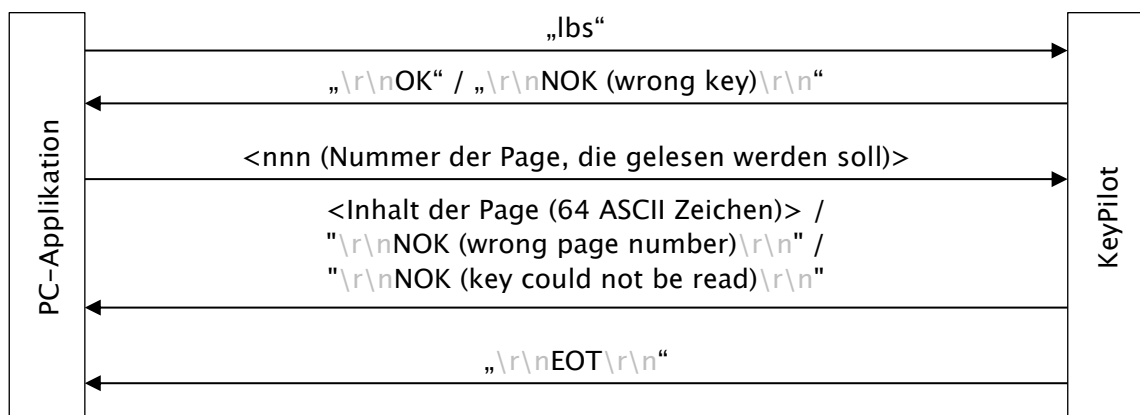 „lbs“
„\r\nOK“ / „\r\nNOK (wrong key)\r\n“
<nnn (Nummer der Page, die gelesen werden soll)>
<Inhalt der Page (64 ASCII Zeichen)> /
"\r\nNOK (wrong page number)\r\n" /
"\r\nNOK (key could not be read)\r\n"
„\r\nEOT\r\n“
PC-Applikation
KeyPilot